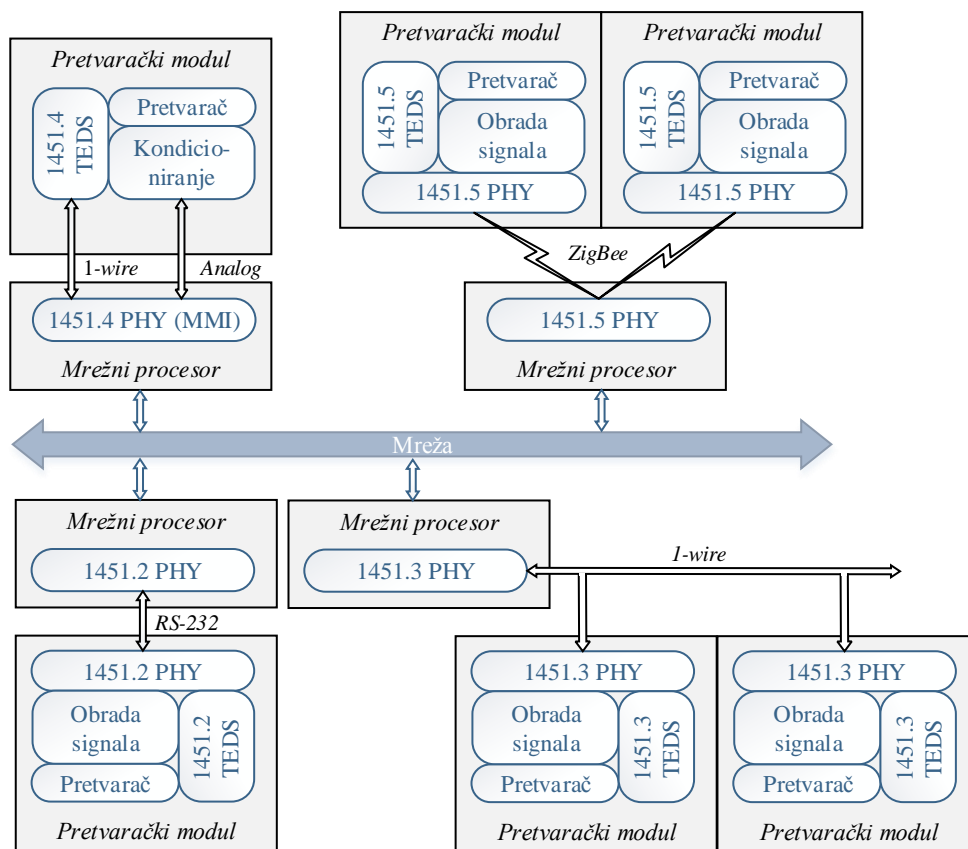 Pretvarački modul
1451.4
TEDS
Pretvarač
Kondicio-
niranje
1-wire
Analog
1451.4 PHY (MMI)
Mrežni procesor
Pretvarački modul
1451.5
TEDS
Pretvarač
Obrada
signala
1451.5 PHY
Pretvarački modul
1451.5
TEDS
Pretvarač
Obrada
signala
1451.5 PHY
ZigBee
1451.5 PHY
Mrežni procesor
Mreža
Mrežni procesor
1451.2 PHY
RS-232
1451.2 PHY
Obrada
signala
1451.2
TEDS
Pretvarač
Pretvarački modul
Mrežni procesor
1451.3 PHY
1-wire
1451.3 PHY
Obrada
signala
1451.3
TEDS
Pretvarač
Pretvarački modul
1451.3 PHY
Obrada
signala
1451.3
TEDS
Pretvarač
Pretvarački modul